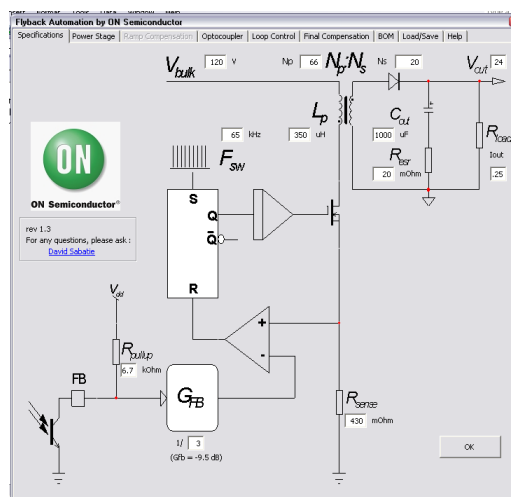 Flyback Automation by ON Semiconductor
Specifications Power Stage Ramp Compensation Optocoupler Loop Control Final Compensation BOM Load/Save Help
Vbulk 120 V Np 66 Np:Ns Ns 20 Vout 24
Lp
65 kHz 350 uH
Cout
1000 uF
Rload
Fsw
Resr
20 mOhm
Iout
.25
ON
ON Semiconductor®
S
Q
Q
R
rev 1.3
For any questions, please ask :
David Sabatie
Vdd
+
-
Rpullup
6.7 kOhm
FB
GFB
Rsense
430 mOhm
1/ 3
(Gfb = -9.5 dB)
OK